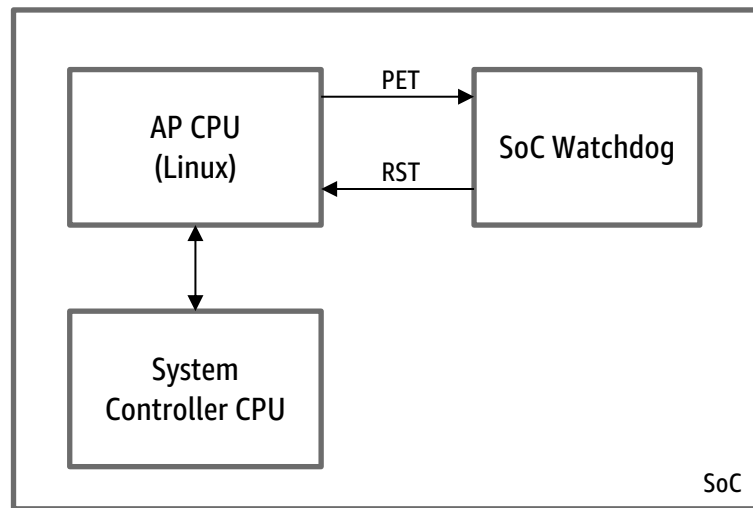 AP CPU
(Linux)
PET
RST
SoC Watchdog
System
Controller CPU
SoC